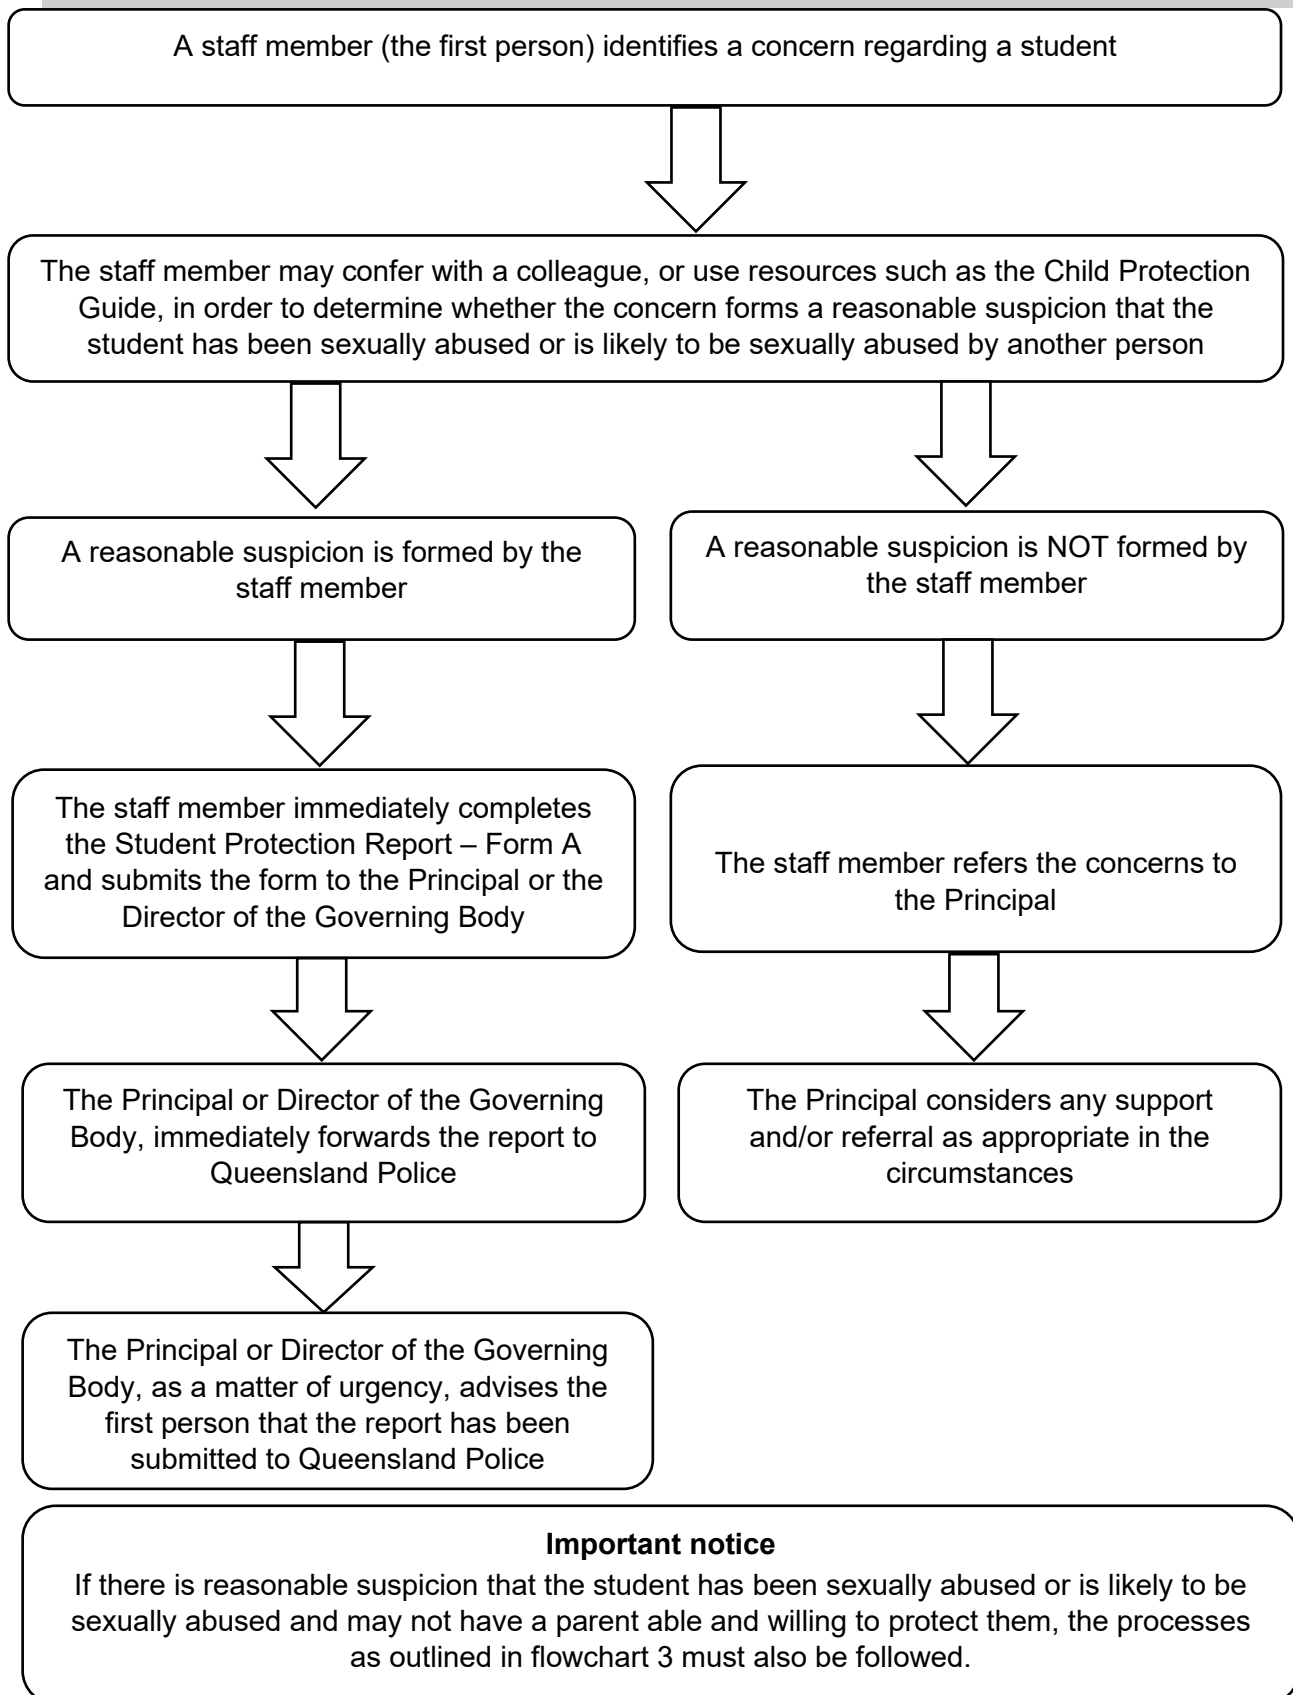 A staff member (the first person) identifies a concern regarding a student
The staff member may confer with a colleague, or use resources such as the Child Protection
Guide, in order to determine whether the concern forms a reasonable suspicion that the
student has been sexually abused or is likely to be sexually abused by another person
A reasonable suspicion is formed by the
staff member
A reasonable suspicion is NOT formed by
the staff member
The staff member immediately completes
the Student Protection Report – Form A
and submits the form to the Principal or the
Director of the Governing Body
The staff member refers the concerns to
the Principal
The Principal or Director of the Governing
Body, immediately forwards the report to
Queensland Police
The Principal considers any support
and/or referral as appropriate in the
circumstances
The Principal or Director of the Governing
Body, as a matter of urgency, advises the
first person that the report has been
submitted to Queensland Police
Important notice
If there is reasonable suspicion that the student has been sexually abused or is likely to be
sexually abused and may not have a parent able and willing to protect them, the processes
as outlined in flowchart 3 must also be followed.